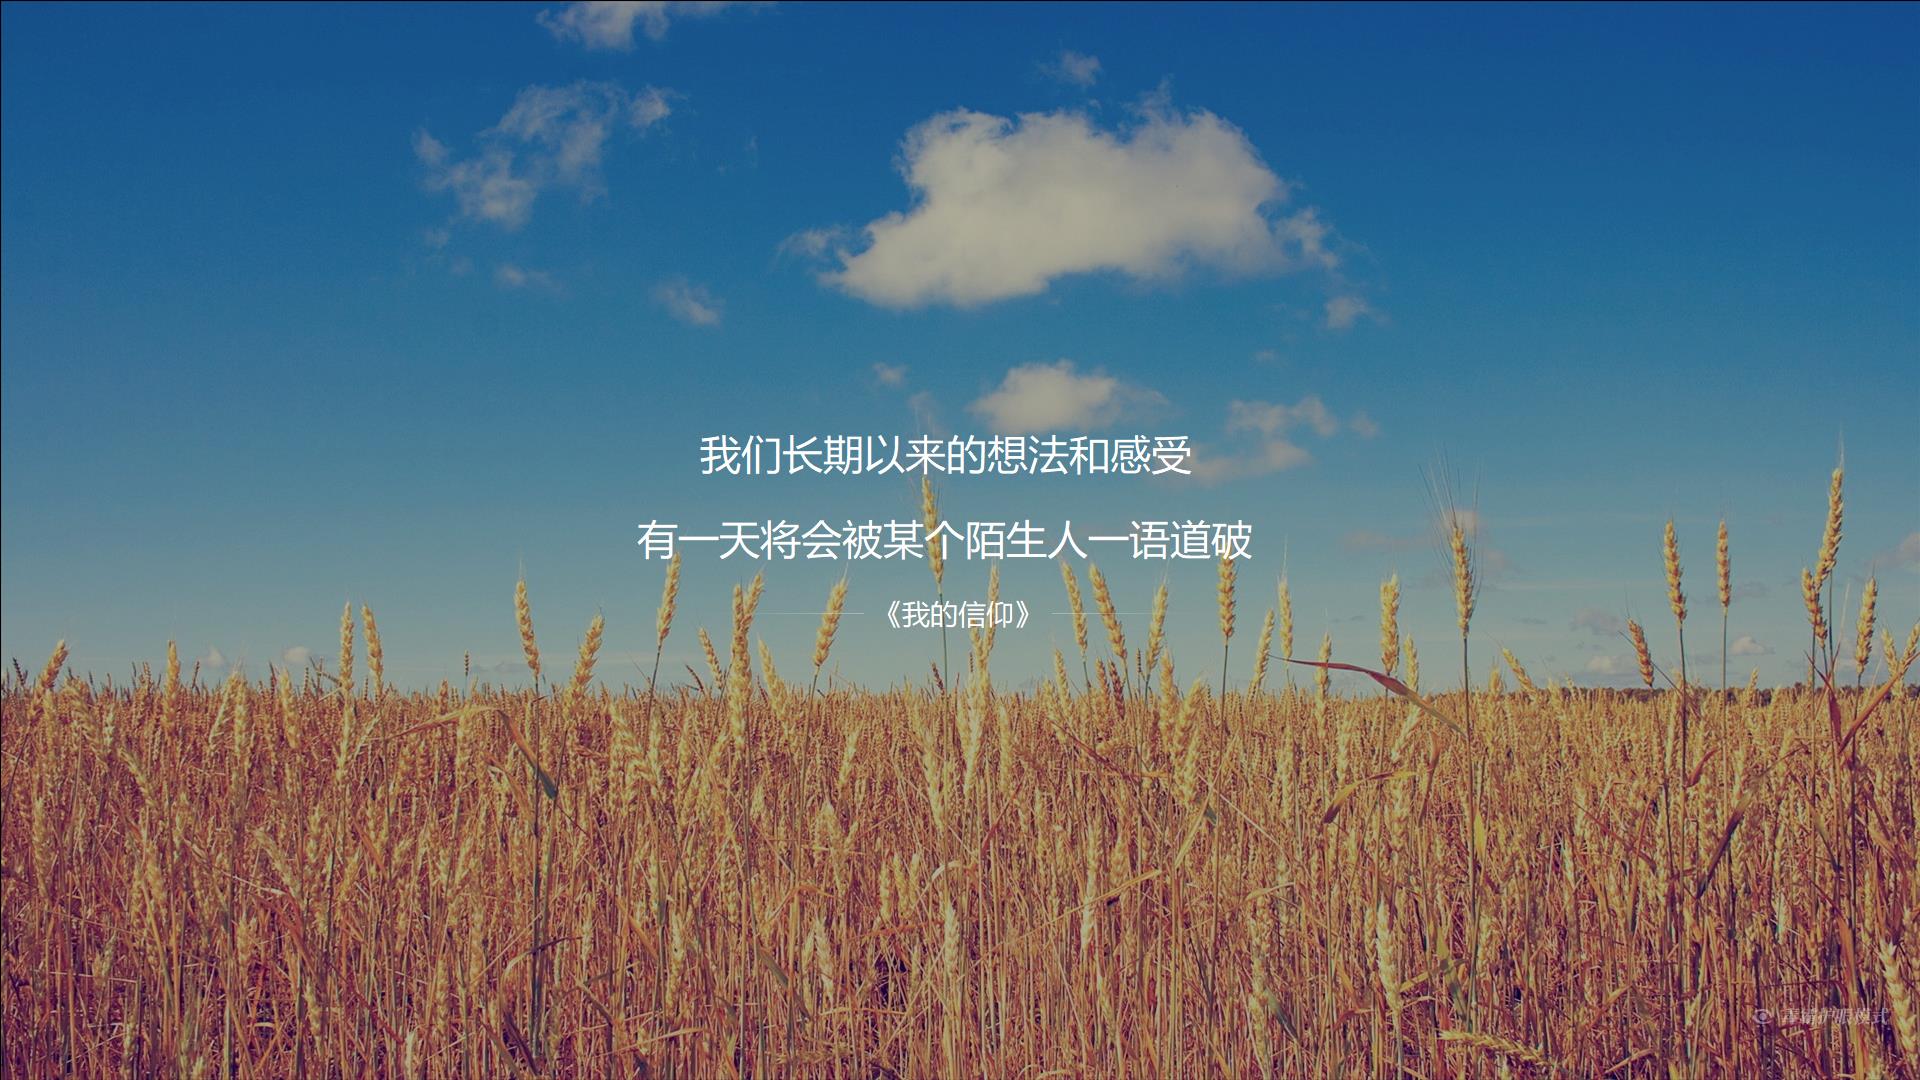 我们长期以来的想法和感受
有一天将会被某个陌生人一语道破
《我的信仰》
护眼模式